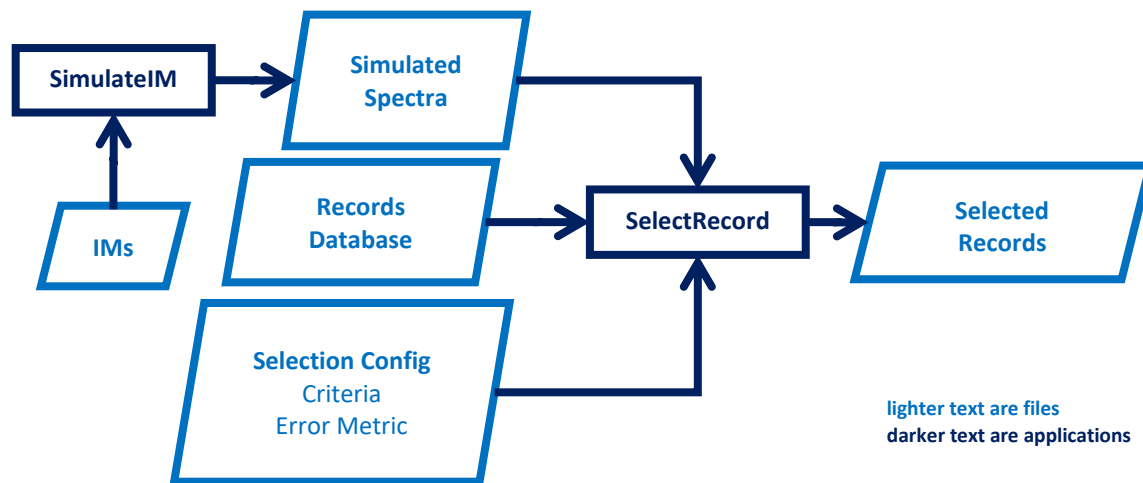 SimulateIM
Simulated
Spectra
IMs
Records
Database
SelectRecord
Selected
Records
Selection Config
Criteria
Error Metric
lighter text are files
darker text are applications